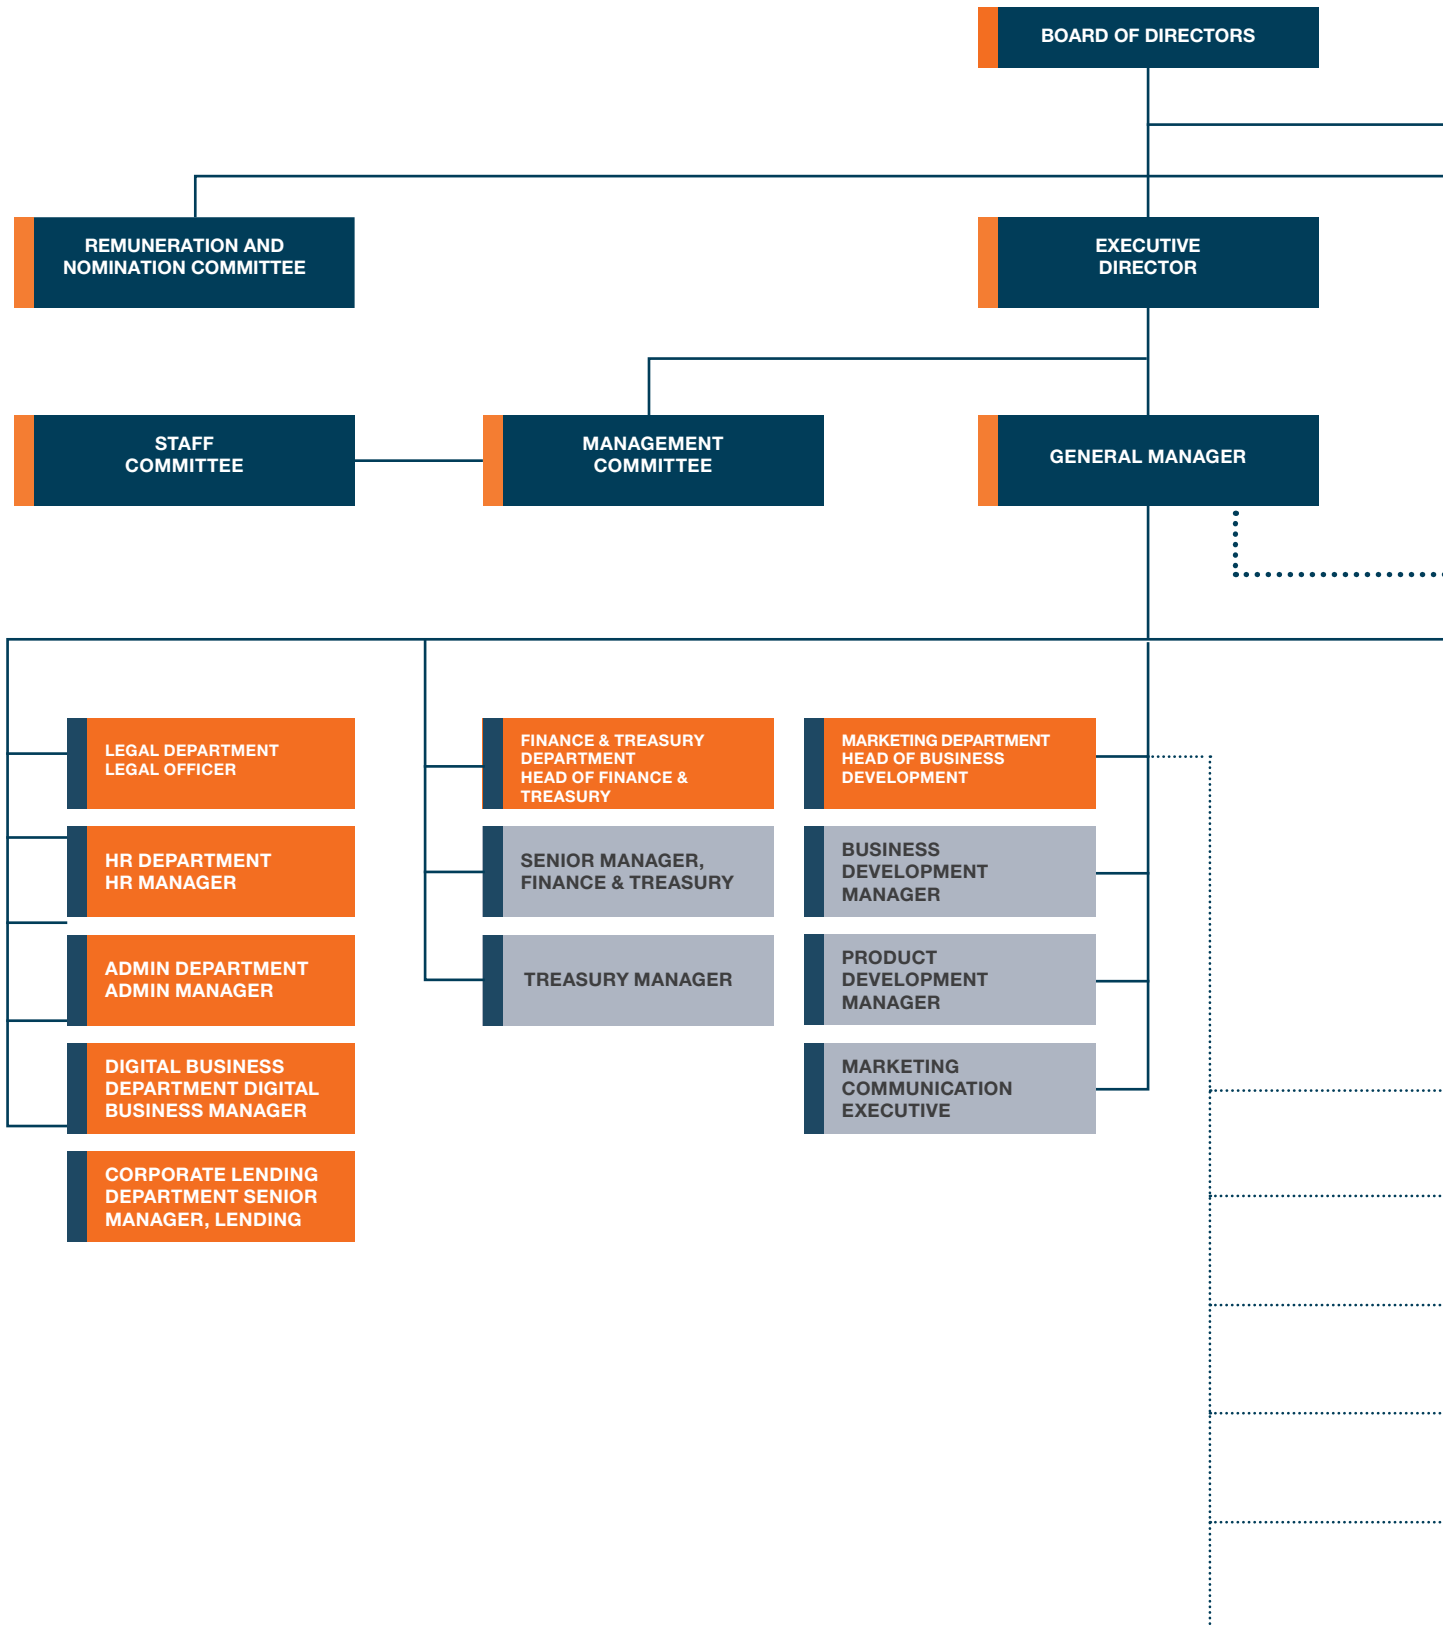 BOARD OF DIRECTORS
REMUNERATION AND
NOMINATION COMMITTEE
EXECUTIVE
DIRECTOR
STAFF
COMMITTEE
MANAGEMENT
COMMITTEE
GENERAL MANAGER
LEGAL DEPARTMENT
LEGAL OFFICER
HR DEPARTMENT
HR MANAGER
ADMIN DEPARTMENT
ADMIN MANAGER
DIGITAL BUSINESS
DEPARTMENT DIGITAL
BUSINESS MANAGER
CORPORATE LENDING
DEPARTMENT SENIOR
MANAGER, LENDING
FINANCE & TREASURY
DEPARTMENT
HEAD OF FINANCE &
TREASURY
SENIOR MANAGER,
FINANCE & TREASURY
TREASURY MANAGER
MARKETING DEPARTMENT
HEAD OF BUSINESS
DEVELOPMENT
BUSINESS
DEVELOPMENT
MANAGER
PRODUCT
DEVELOPMENT
MANAGER
MARKETING
COMMUNICATION
EXECUTIVE